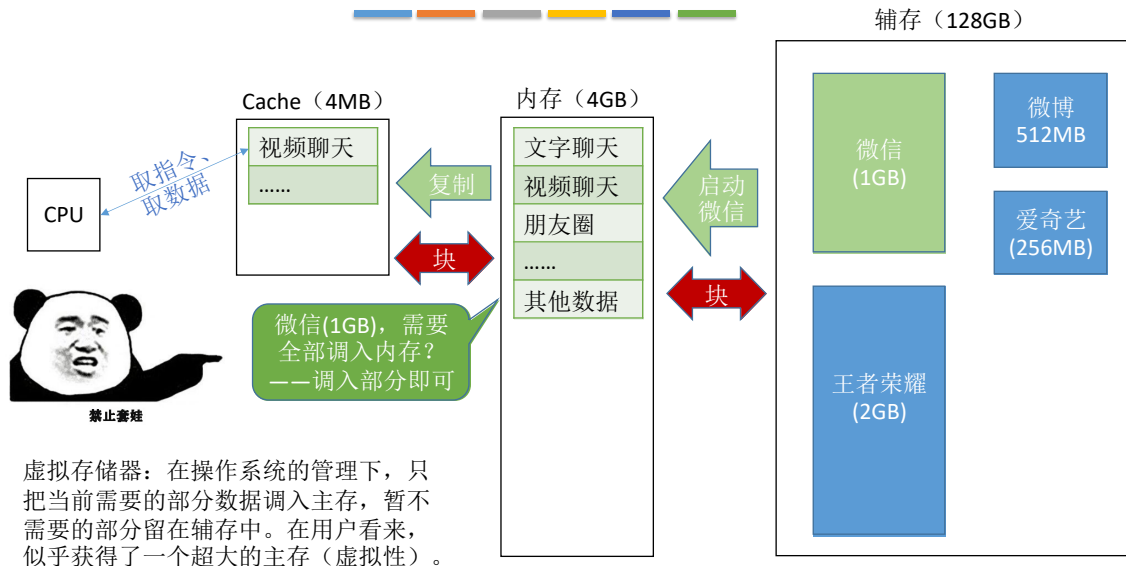 辅存（128GB）
Cache（4MB）
内存（4GB）
视频聊天
……
取指令、
取数据
CPU
复制
块
文字聊天
视频聊天
朋友圈
……
其他数据
启动
微信
块
微信
(1GB)
微博
512MB
爱奇艺
(256MB)
王者荣耀
(2GB)
微信(1GB)，需要
全部调入内存？
——调入部分即可
禁止套娃
虚拟存储器：在操作系统的管理下，只
把当前需要的部分数据调入主存，暂不
需要的部分留在辅存中。在用户看来，
似乎获得了一个超大的主存（虚拟性）。